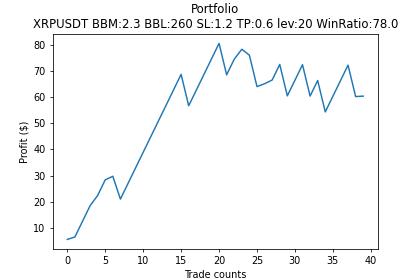 Portfolio
XRPUSDT BBM:2.3 BBL:260 SL:1.2 TP:0.6 lev:20 WinRatio:78.0
80
70
60
50
40
30
20
10
Profit ($)
0 5 10 15 20 25 30 35 40
Trade counts